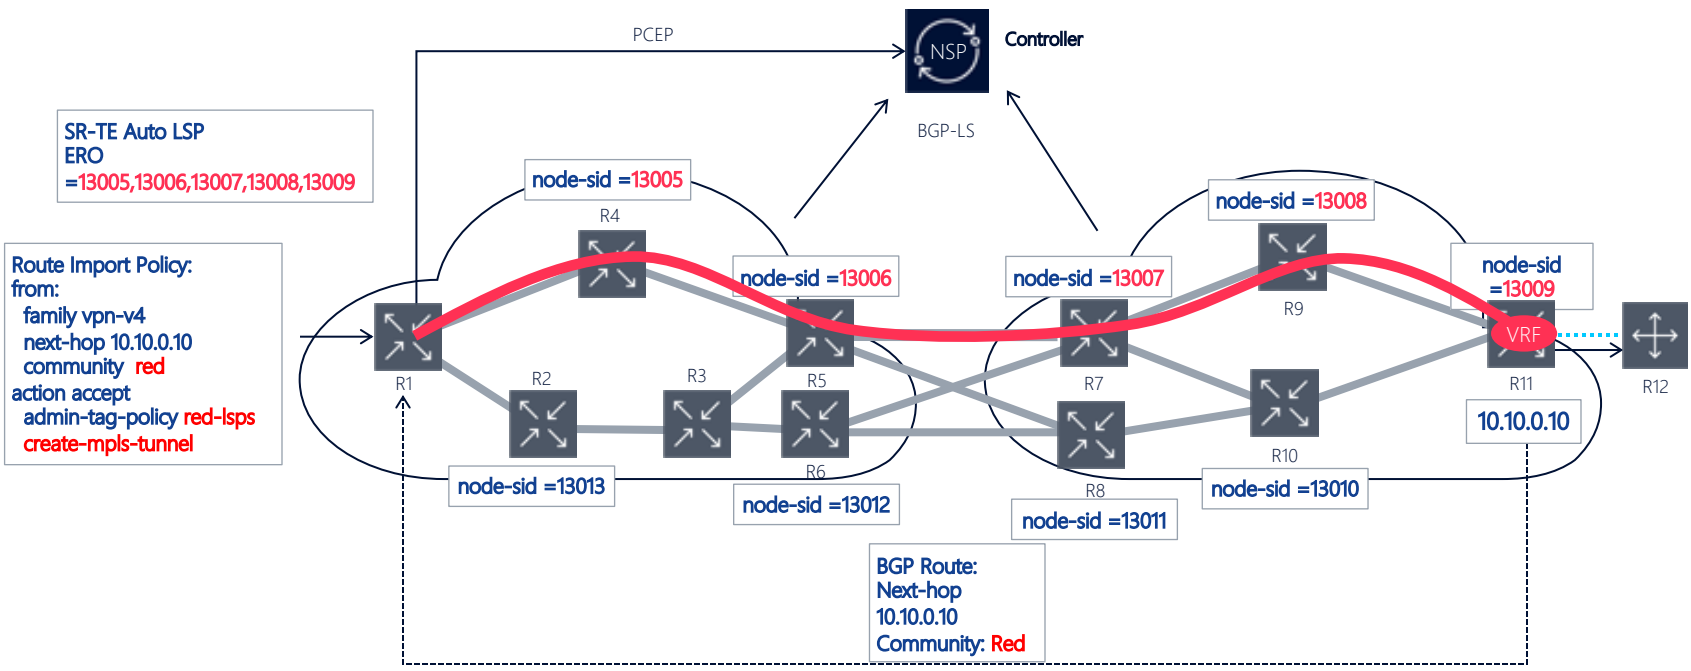 PCEP
NSP
Controller
BGP-LS
SR-TE Auto LSP
ERO
=13005,13006,13007,13008,13009
node-sid =13005
R4
node-sid =13006
node-sid =13007
node-sid =13008
R9
node-sid
=13009
Route Import Policy:
from:
family vpn-v4
next-hop 10.10.0.10
community red
action accept
admin-tag-policy red-lsps
create-mpls-tunnel
R1
R2
R3
R5
R6
R7
R8
R10
VRF
R11
R12
10.10.0.10
node-sid =13013
node-sid =13012
node-sid =13011
node-sid =13010
BGP Route:
Next-hop
10.10.0.10
Community: Red